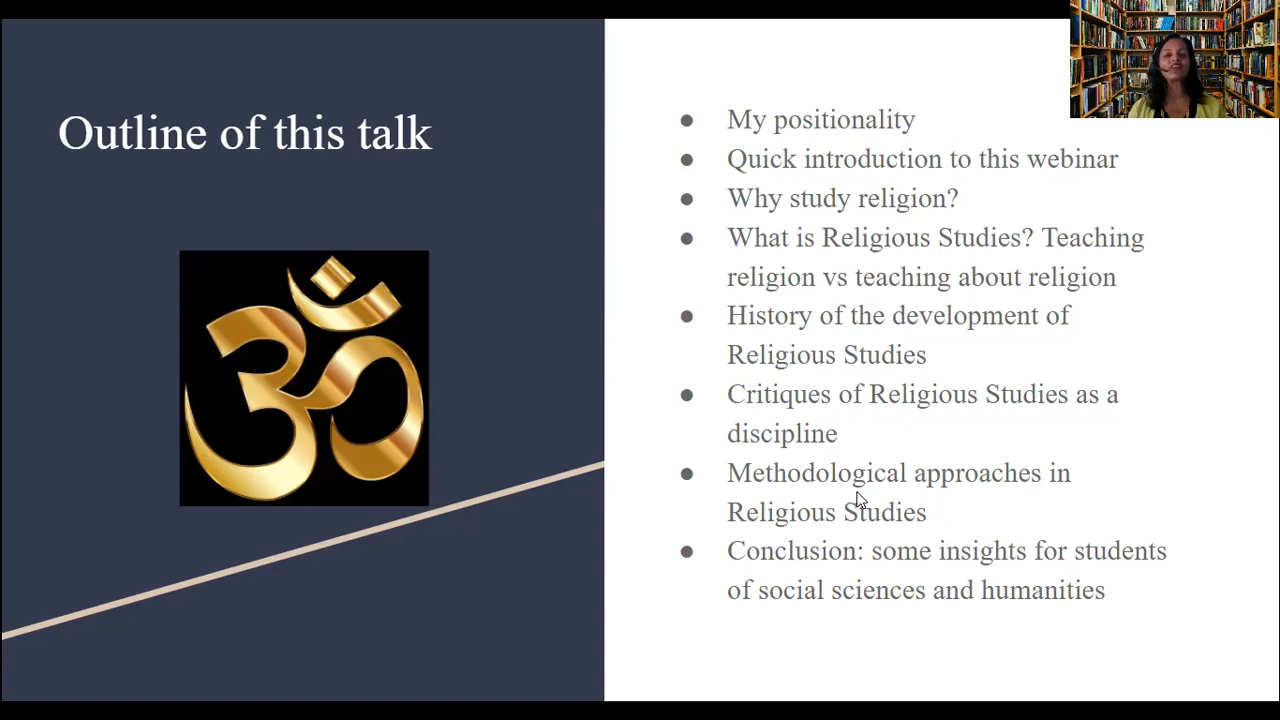 Outline of this talk
● My positionality
● Quick introduction to this webinar
● Why study religion?
● What is Religious Studies? Teaching
religion vs teaching about religion
● History of the development of
Religious Studies
● Critiques of Religious Studies as a
discipline
● Methodological approaches in
Religious Studies
● Conclusion: some insights for students
of social sciences and humanities
ॐ